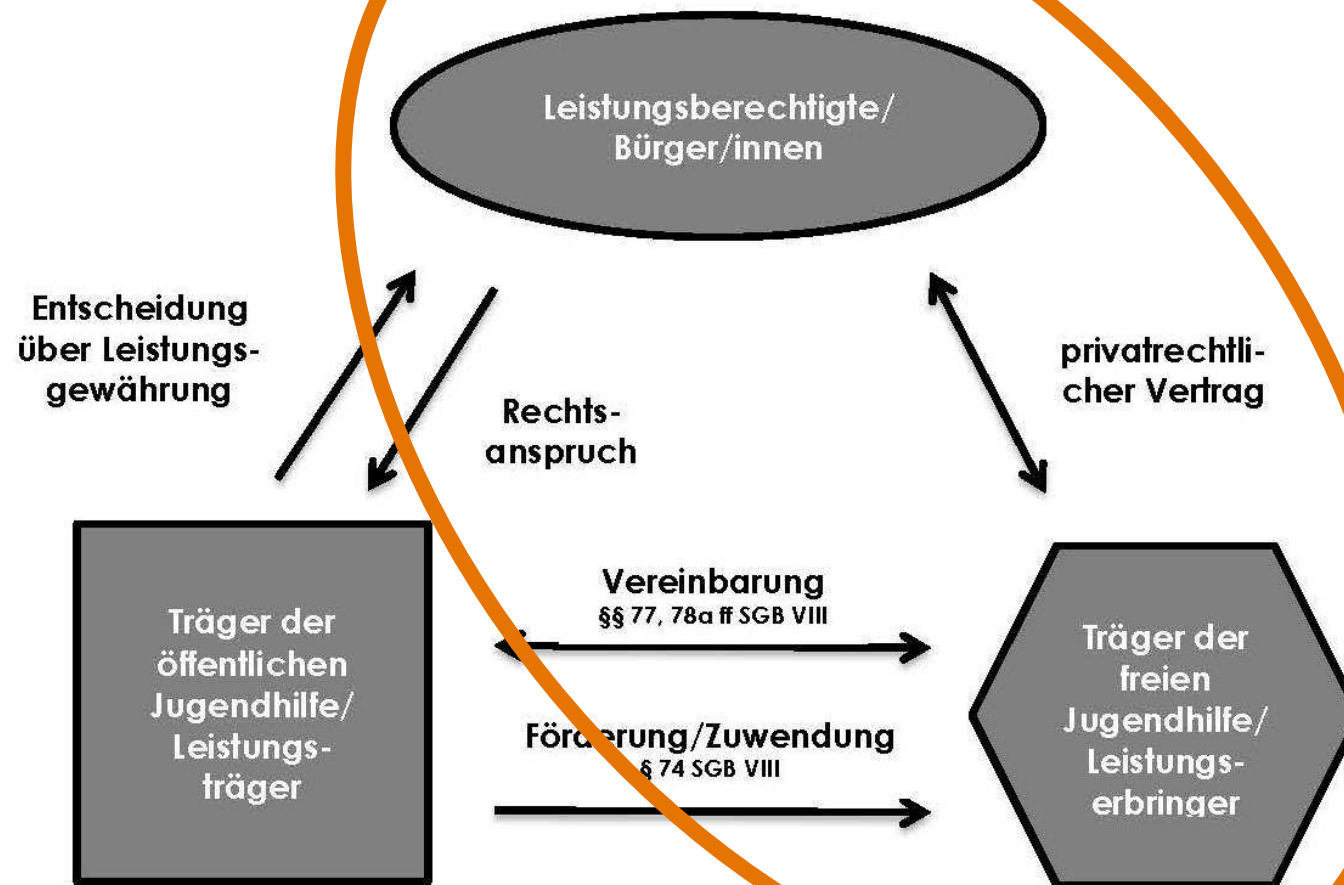 Leistungsberechtigte/
Bürger/innen
Entscheidung
über Leistungs-
gewährung
Rechts-
anspruch
privatrechtli-
cher Vertrag
Vereinbarung
§§ 77, 78a ff SGB VIII
Förderung/Zuwendung
§ 74 SGB VIII
Träger der
öffentlichen
Jugendhilfe/
Leistungs-
träger
Träger der
freien
Jugendhilfe/
Leistungs-
erbringer